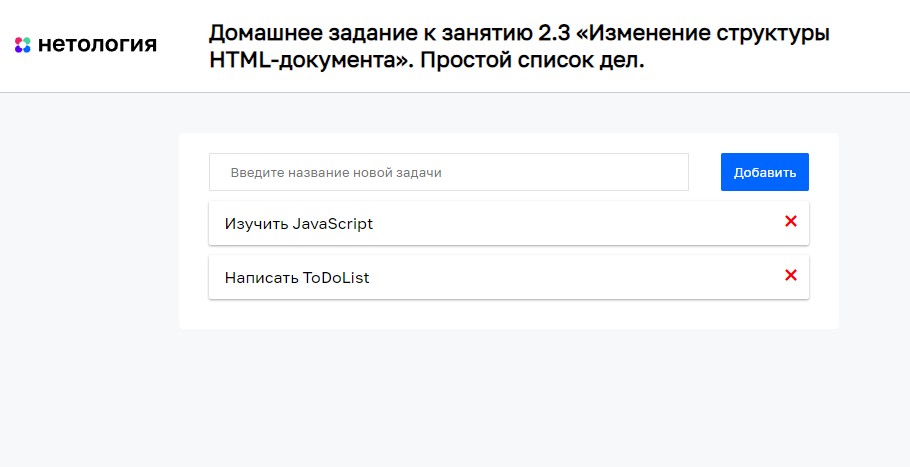 нетология
Домашнее задание к занятию 2.3 «Изменение структуры
HTML-документа». Простой список дел.
Введите название новой задачи
Добавить
Изучить JavaScript
Написать ToDoList